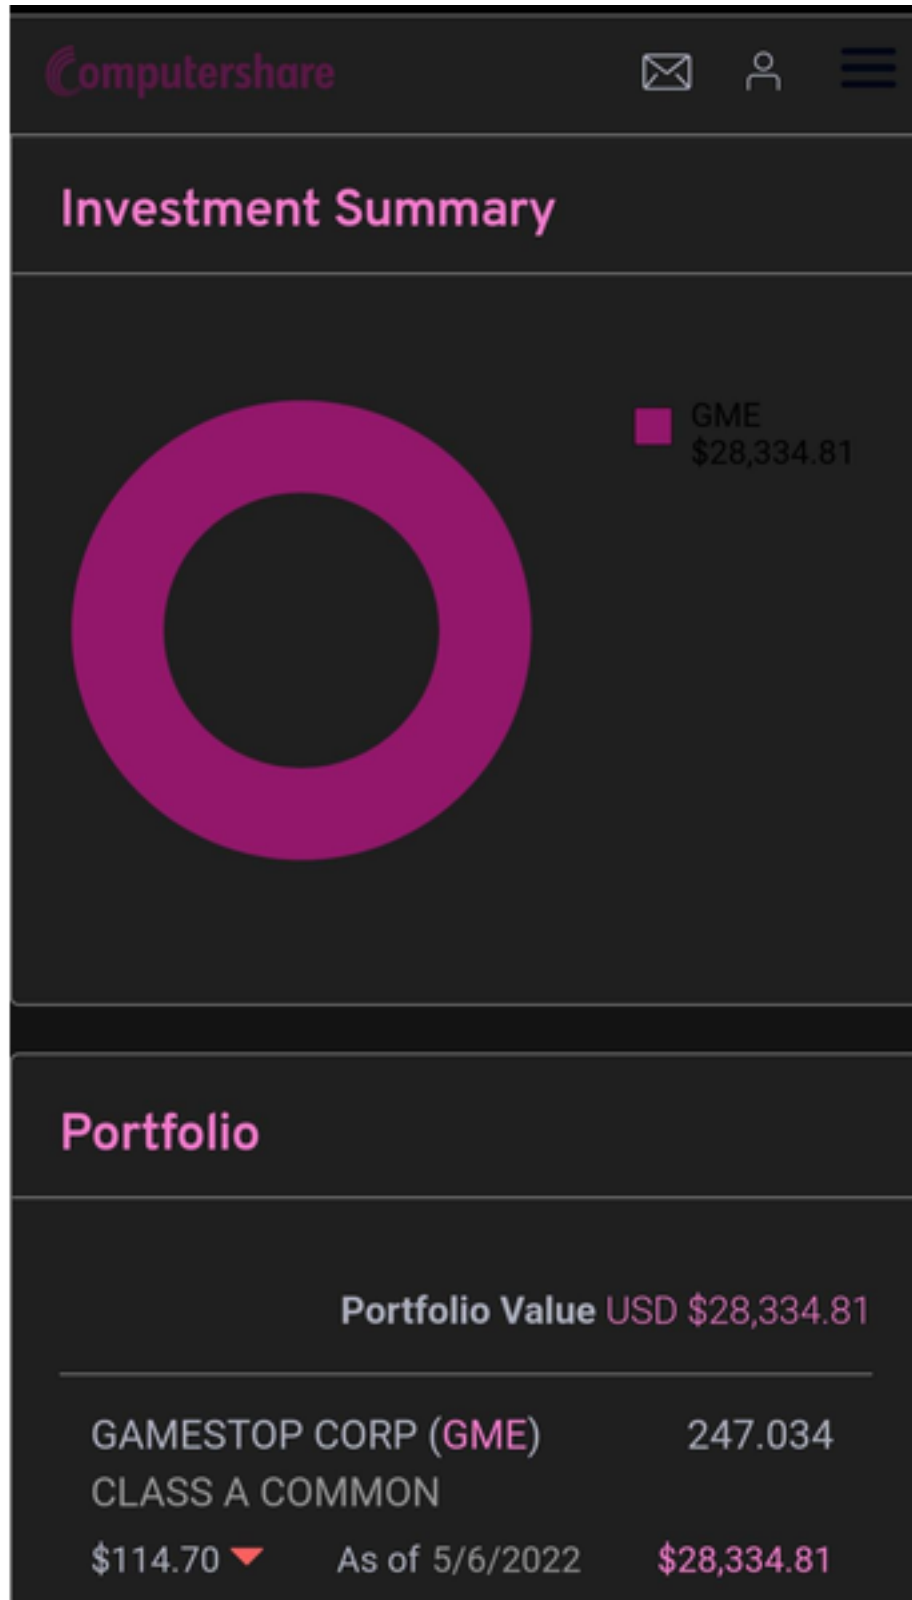 Computershare
Investment Summary
GME
$28,334.81
Portfolio
Portfolio Value USD $28,334.81
GAMESTOP CORP (GME) 247.034
CLASS A COMMON
$114.70 As of 5/6/2022 $28,334.81